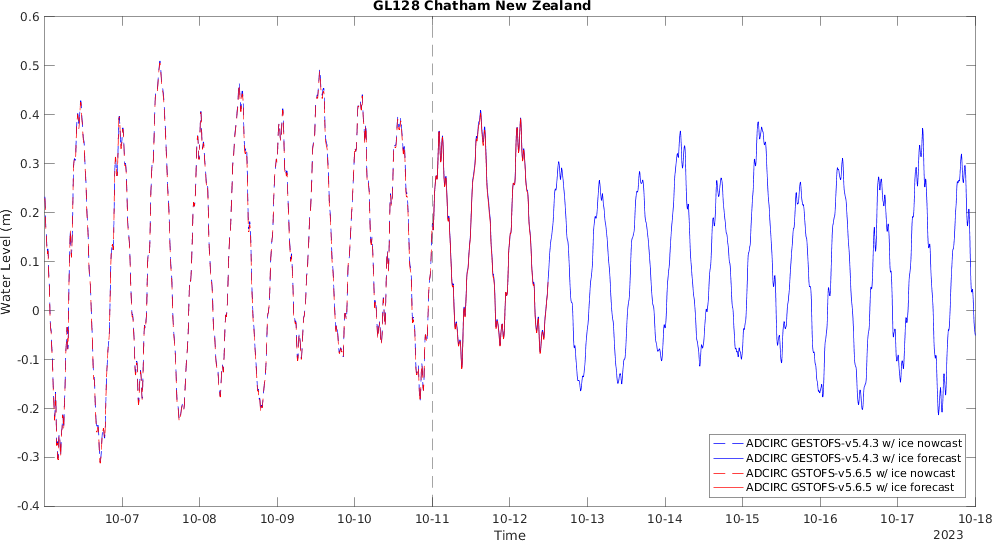 GL128 Chatham New Zealand
0.6
0.5
0.4
0.3
0.2
0.1
0
-0.1
-0.2
-0.3
-0.4
Water Level (m)
ADCIRC GESTOFS-v5.4.3 w/ ice nowcast
ADCIRC GESTOFS-v5.4.3 w/ ice forecast
ADCIRC GSTOFS-v5.6.5 w/ ice nowcast
ADCIRC GSTOFS-v5.6.5 w/ ice forecast
10-07 10-08 10-09 10-10 10-11 10-12 10-13 10-14 10-15 10-16 10-17 10-18
Time
2023